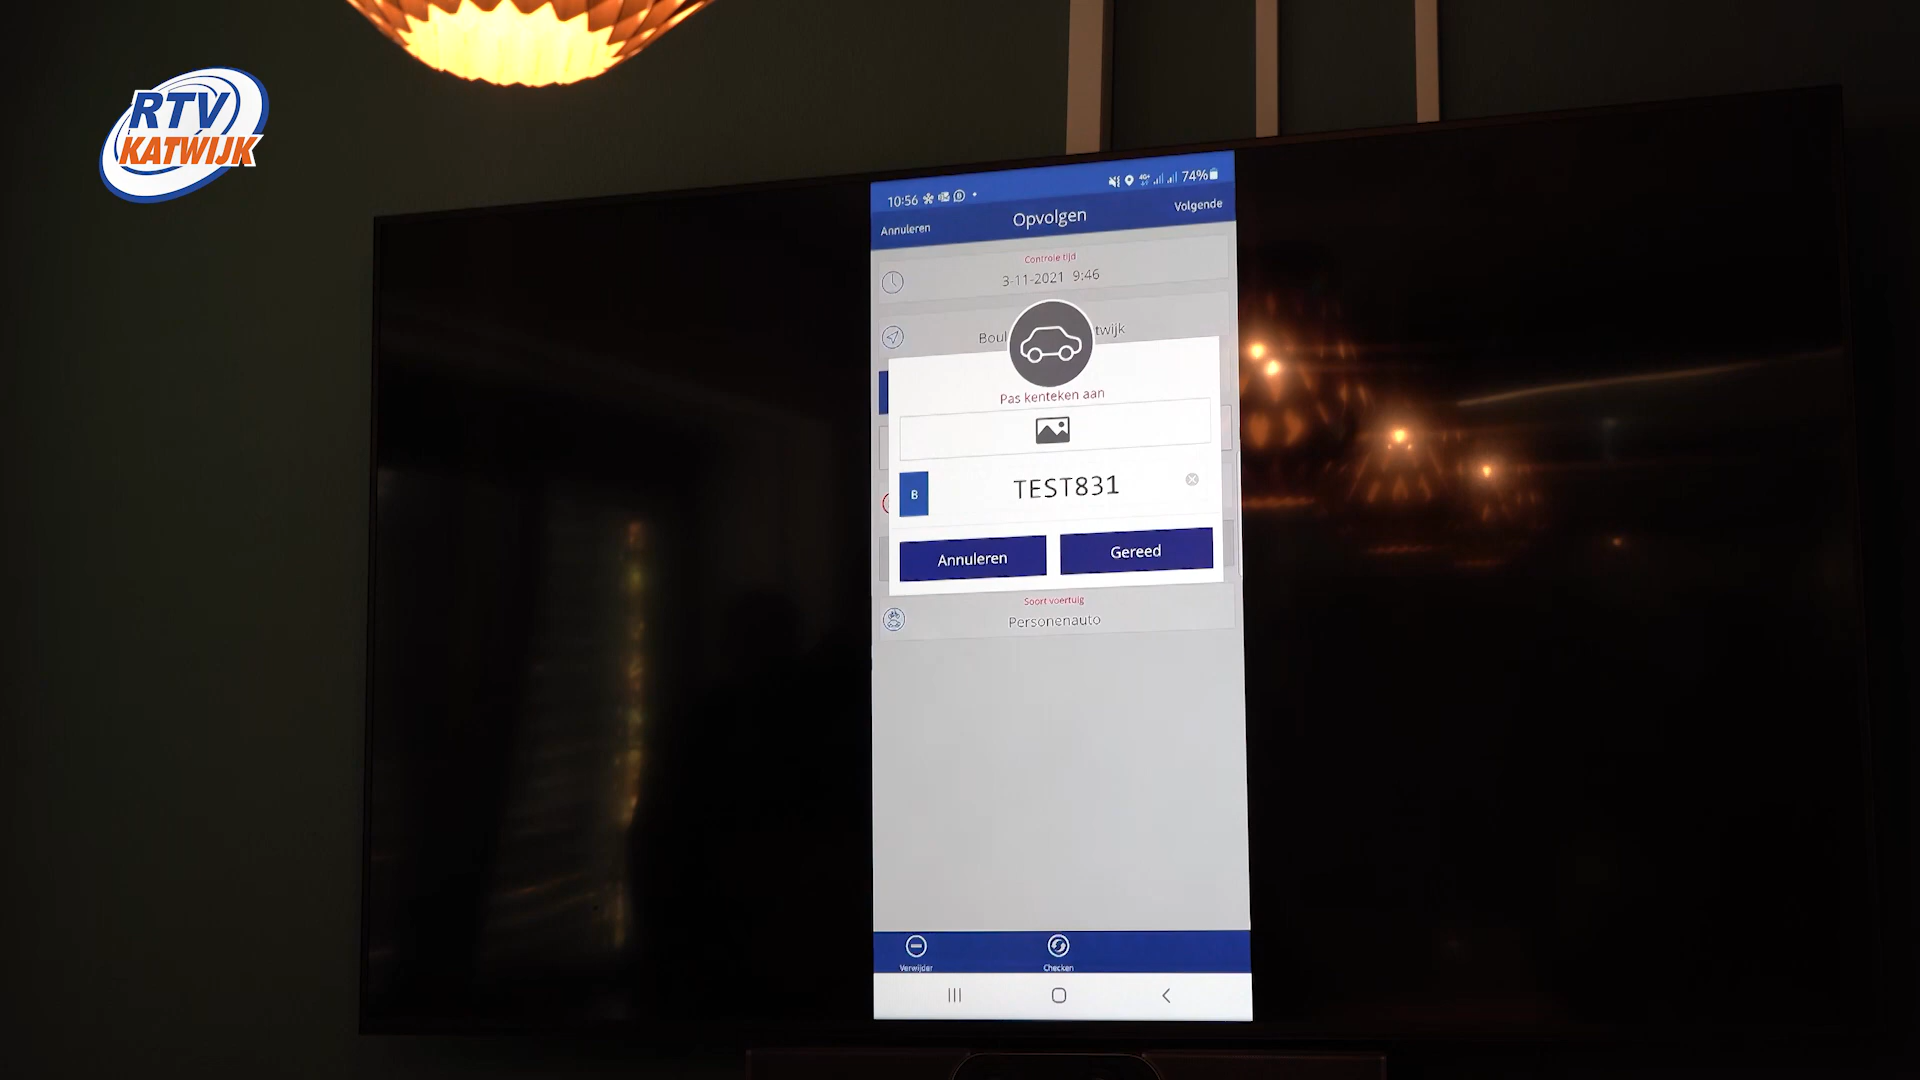 RTV
KATWIJK
10:56
74%
Annuleren
Opvolgen
Volgende
Controle tijd
3-11-2021 9:46
Boul
twijk
Pas kenteken aan
B
TEST831
Annuleren
Gereed
Soort voertuig
Personenauto
Verwijder
Checken